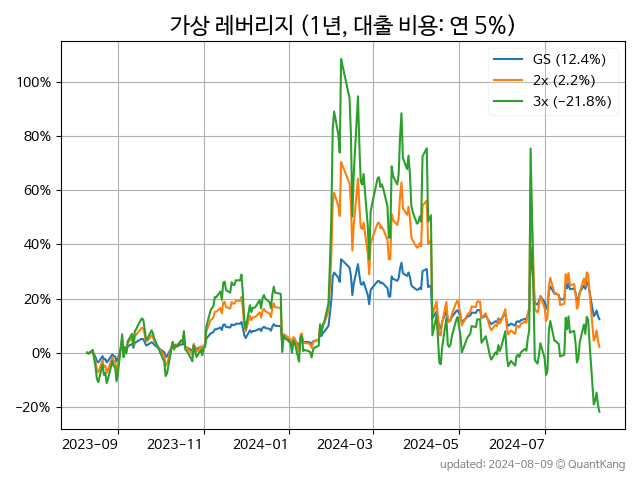 가상 레버리지 (1년, 대출 비용: 연 5%)
GS (12.4%)
2x (2.2%)
3x (−21.8%)
100%
80%
60%
40%
20%
0%
−20%
2023-09
2023-11
2024-01
2024-03
2024-05
2024-07
updated: 2024-08-09 © QuantKang